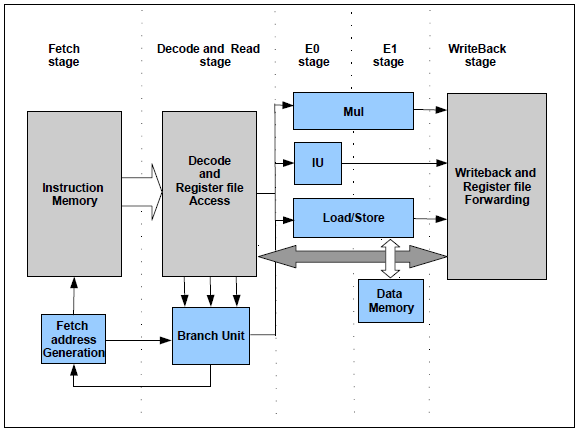 Fetch
stage
Decode and Read
stage
E0
stage
E1
stage
WriteBack
stage
Instruction
Memory
Decode
and
Register file
Access
Mul
IU
Load/Store
Writeback and
Register file
Forwarding
Data
Memory
Fetch
address
Generation
Branch Unit